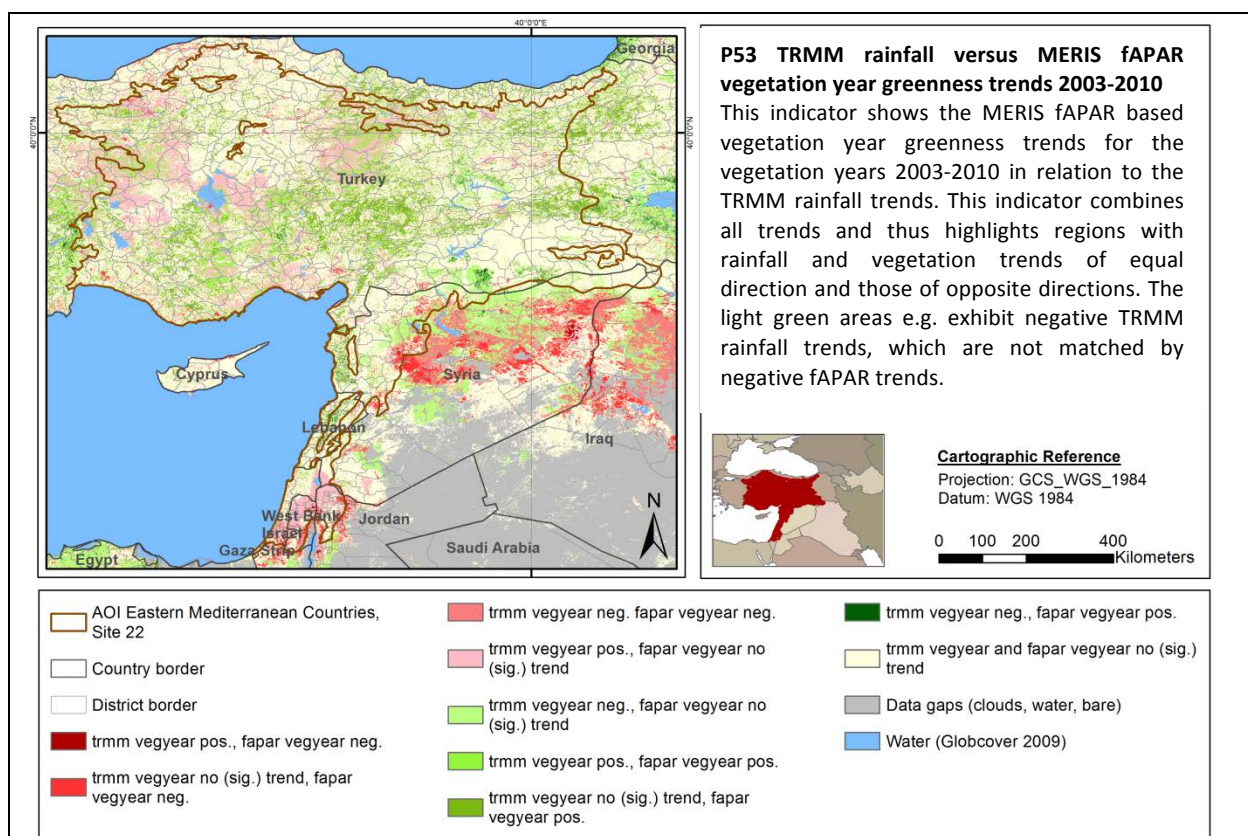 40°0'0"E
40°0'0"N
40°0'0"N
Georgia
Turkey
Cyprus
Syria
Lebanon
Iraq
West Bank
Israel
Jordan
Gaza Strip
Egypt
Saudi Arabia
N
P53 TRMM rainfall versus MERIS fAPAR
vegetation year greenness trends 2003-2010
This indicator shows the MERIS fAPAR based
vegetation year greenness trends for the
vegetation years 2003-2010 in relation to the
TRMM rainfall trends. This indicator combines
all trends and thus highlights regions with
rainfall and vegetation trends of equal
direction and those of opposite directions. The
light green areas e.g. exhibit negative TRMM
rainfall trends, which are not matched by
negative fAPAR trends.
Cartographic Reference
Projection: GCS_WGS_1984
Datum: WGS 1984
0 100 200 400
Kilometers
AOI Eastern Mediterranean Countries,
Site 22
Country border
District border
trmm vegyear pos., fapar vegyear neg.
trmm vegyear no (sig.) trend, fapar
vegyear neg.
trmm vegyear neg. fapar vegyear neg.
trmm vegyear pos., fapar vegyear no
(sig.) trend
trmm vegyear neg., fapar vegyear no
(sig.) trend
trmm vegyear pos., fapar vegyear pos.
trmm vegyear no (sig.) trend, fapar
vegyear pos.
trmm vegyear neg., fapar vegyear pos.
trmm vegyear and fapar vegyear no (sig.)
trend
Data gaps (clouds, water, bare)
Water (Globcover 2009)